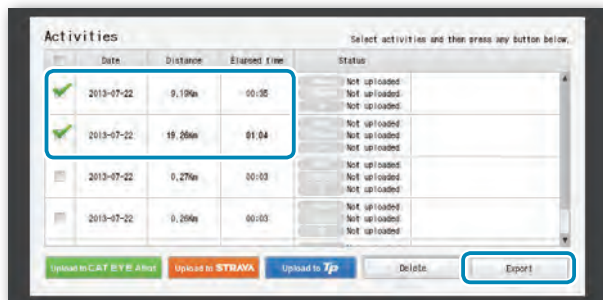 Activities
Select activities and then press any button below.
Date Distance Elapsed time Status
2013-07-22 9.19Km 00:35 Not uploaded
Not uploaded
Not uploaded
2013-07-22 19.26Km 01:04 Not uploaded
Not uploaded
Not uploaded
2013-07-22 0.27Km 00:03 Not uploaded
Not uploaded
Not uploaded
2013-07-22 0.26Km 00:03 Not uploaded
Not uploaded
Not uploaded
Upload to CAT EYE Atlas Upload to STRAVA Upload to Tp Delete Export